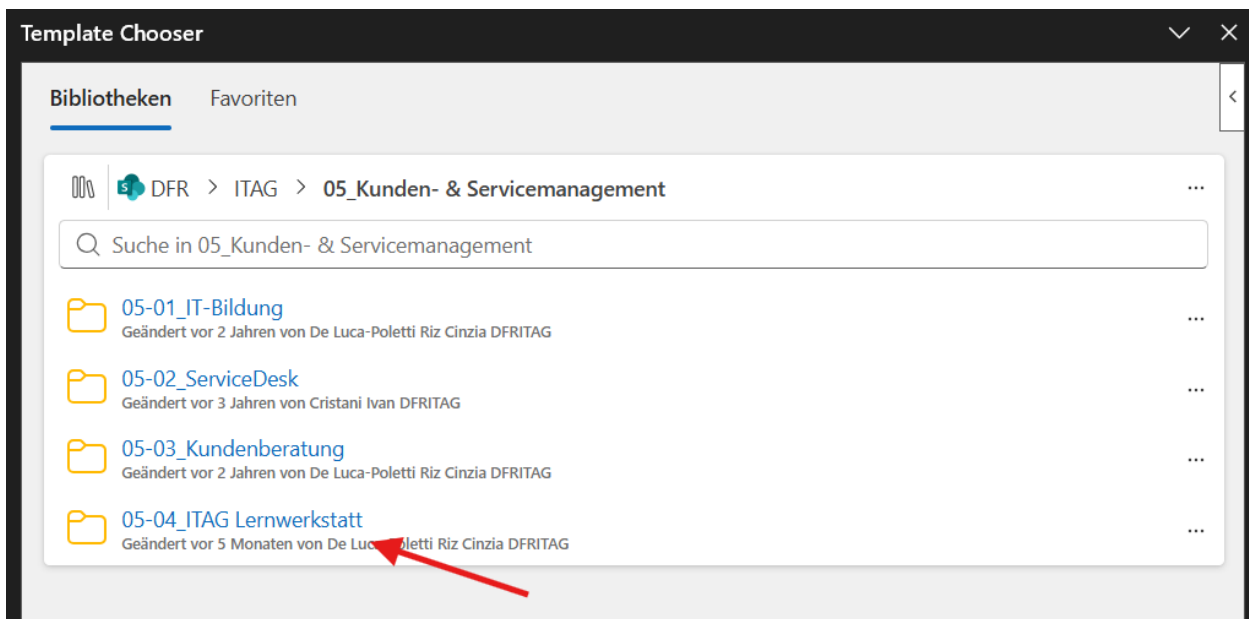 Template Chooser
Bibliotheken Favoriten
DFR > ITAG > 05_Kunden- & Servicemanagement
Suche in 05_Kunden- & Servicemanagement
05-01_IT-Bildung
Geändert vor 2 Jahren von De Luca-Poletti Riz Cinzia DFRITAG
05-02_ServiceDesk
Geändert vor 3 Jahren von Cristani Ivan DFRITAG
05-03_Kundenberatung
Geändert vor 2 Jahren von De Luca-Poletti Riz Cinzia DFRITAG
05-04_ITAG Lernwerkstatt
Geändert vor 5 Monaten von De Luca-Poletti Riz Cinzia DFRITAG